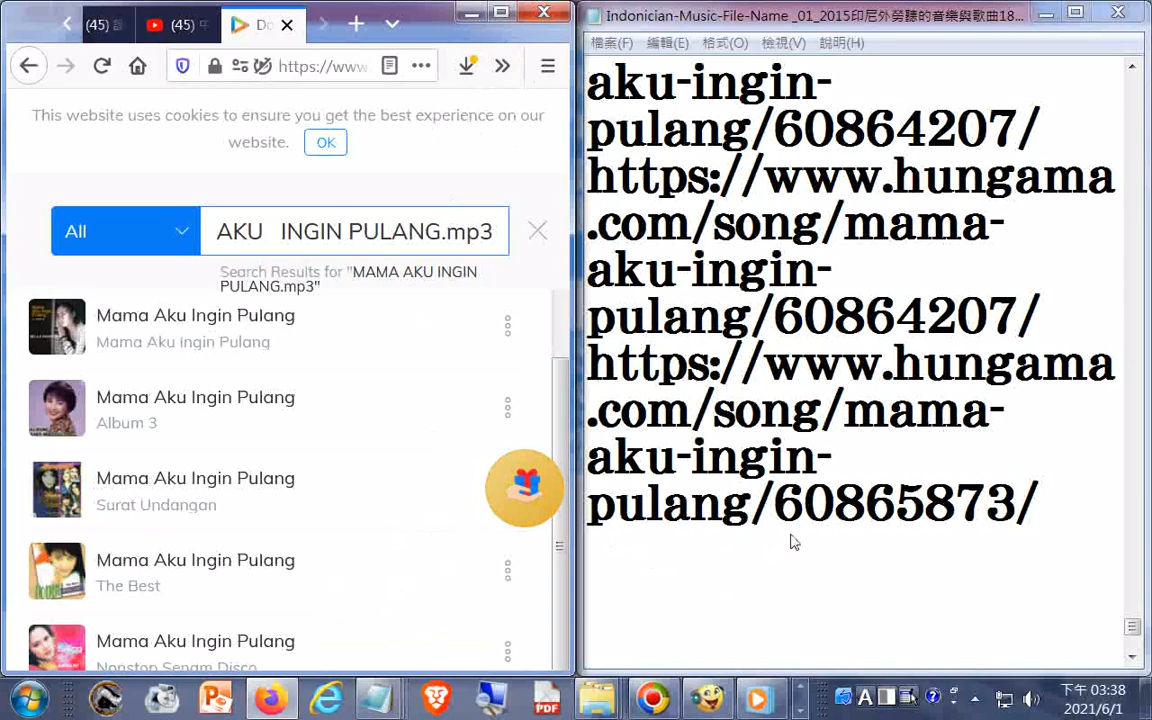 (45)
(45)
Do
https://www
This website uses cookies to ensure you get the best experience on our
website.
OK
All
AKU INGIN PULANG.mp3
Search Results for "MAMA AKU INGIN
PULANG.mp3"
Mama Aku Ingin Pulang
Mama Aku Ingin Pulang
Mama Aku Ingin Pulang
Album 3
Mama Aku Ingin Pulang
Surat Undangan
Mama Aku Ingin Pulang
The Best
Mama Aku Ingin Pulang
Nonstop Senam Disco
Indonician-Music-File-Name _01_2015印尼外勞聽的音樂與歌曲18...
檔案(F) 編輯(E) 格式(O) 檢視(V) 說明(H)
aku-ingin-
pulang/60864207/
https://www.hungama
.com/song/mama-
aku-ingin-
pulang/60864207/
https://www.hungama
.com/song/mama-
aku-ingin-
pulang/60865873/
PDF
A
下午 03:38
2021/6/1